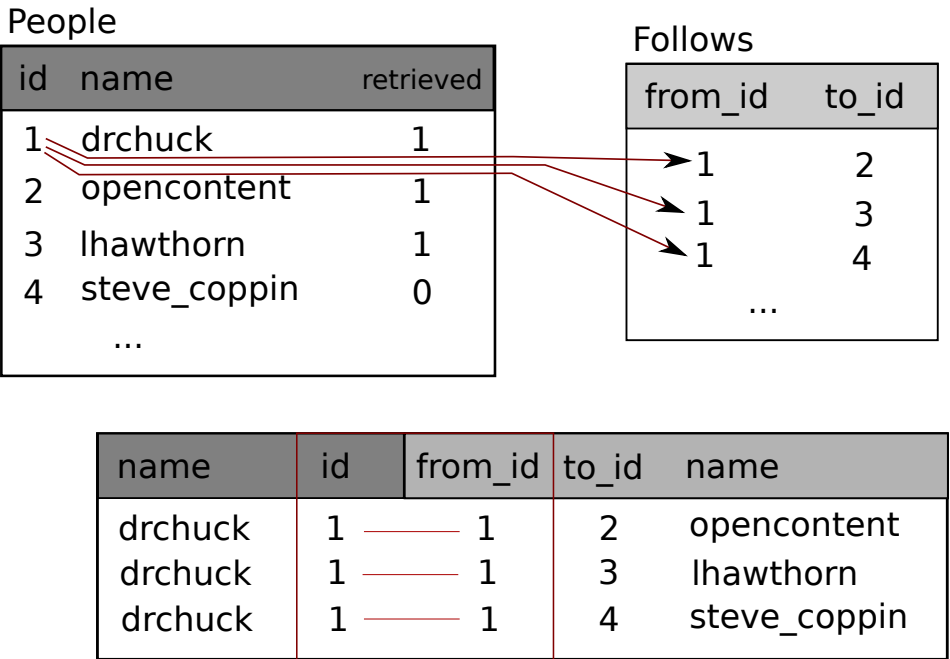 People
id name retrieved
1 drchuck 1
2 opencontent 1
3 lhawthorn 1
4 steve_coppin 0
...
Follows
from_id to_id
1 2
1 3
1 4
...
name id from_id to_id name
drchuck 1 1 2 opencontent
drchuck 1 1 3 lhawthorn
drchuck 1 1 4 steve_coppin